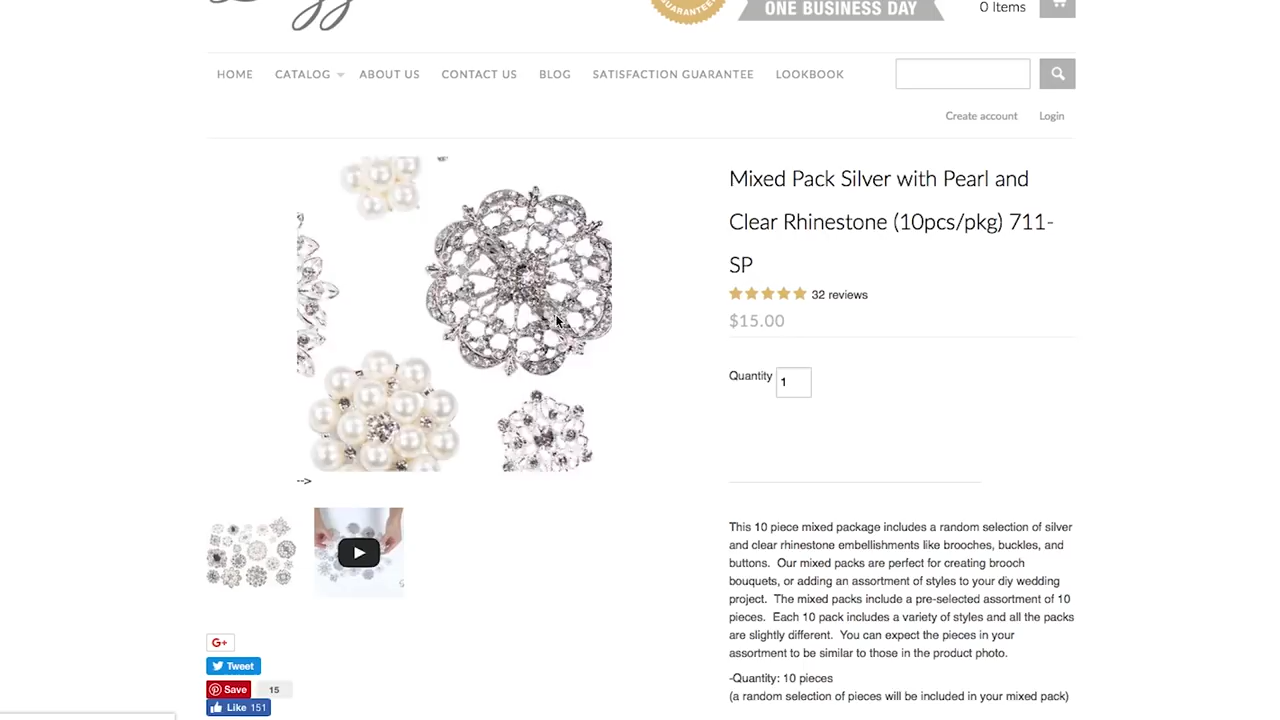 GUARANTEE
ONE BUSINESS DAY
0 Items
HOME CATALOG ABOUT US CONTACT US BLOG SATISFACTION GUARANTEE LOOKBOOK
Create account Login
Mixed Pack Silver with Pearl and
Clear Rhinestone (10pcs/pkg) 711-
SP
32 reviews
$15.00
Quantity 1
-->
This 10 piece mixed package includes a random selection of silver
and clear rhinestone embellishments like brooches, buckles, and
buttons. Our mixed packs are perfect for creating brooch
bouquets, or adding an assortment of styles to your diy wedding
project. The mixed packs include a pre-selected assortment of 10
pieces. Each 10 pack includes a variety of styles and all the packs
are slightly different. You can expect the pieces in your
assortment to be similar to those in the product photo.
-Quantity: 10 pieces
(a random selection of pieces will be included in your mixed pack)
G+
Tweet
Save 15
Like 151